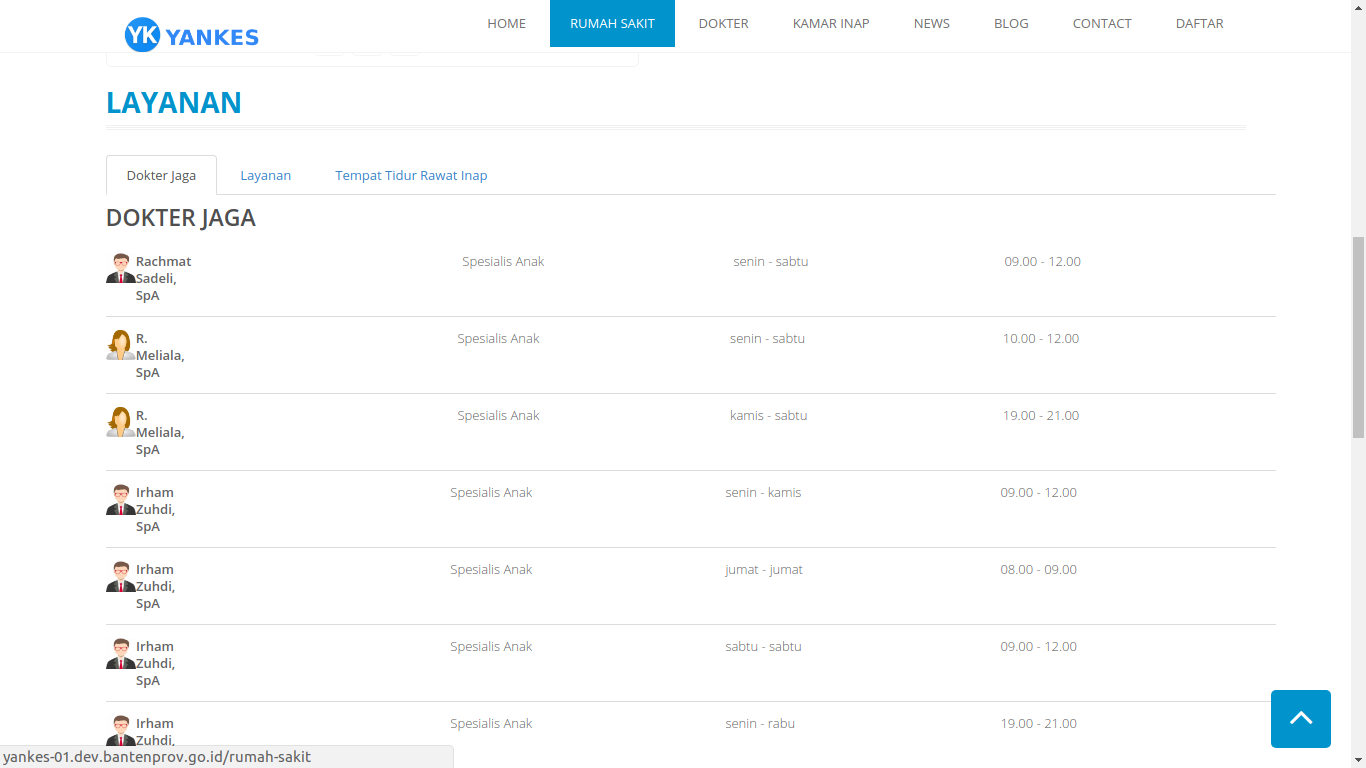 YK YANKES
HOME RUMAH SAKIT DOKTER KAMAR INAP NEWS BLOG CONTACT DAFTAR
LAYANAN
Dokter Jaga Layanan Tempat Tidur Rawat Inap
DOKTER JAGA
Rachmat Spesialis Anak senin - sabtu 09.00 - 12.00
Sadeli,
SpA
R. Spesialis Anak senin - sabtu 10.00 - 12.00
Meliala,
SpA
R. Spesialis Anak kamis - sabtu 19.00 - 21.00
Meliala,
SpA
Irham Spesialis Anak senin - kamis 09.00 - 12.00
Zuhdi,
SpA
Irham Spesialis Anak jumat - jumat 08.00 - 09.00
Zuhdi,
SpA
Irham Spesialis Anak sabtu - sabtu 09.00 - 12.00
Zuhdi,
SpA
Irham Spesialis Anak senin - rabu 19.00 - 21.00
Zuhdi,
yankes-01.dev.bantenprov.go.id/rumah-sakit